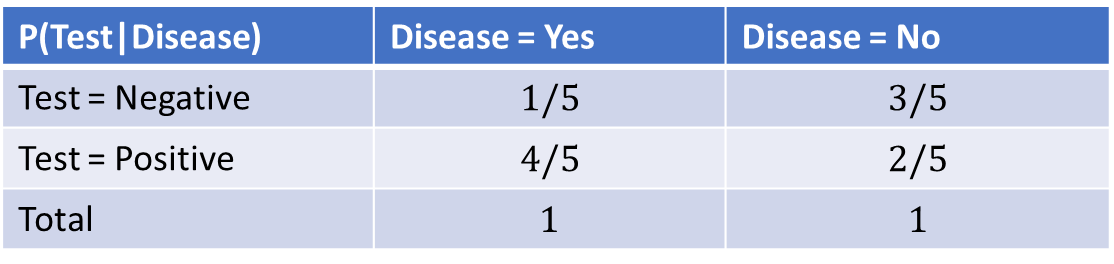 P(Test|Disease) Disease = Yes Disease = No
Test = Negative 1/5 3/5
Test = Positive 4/5 2/5
Total 1 1